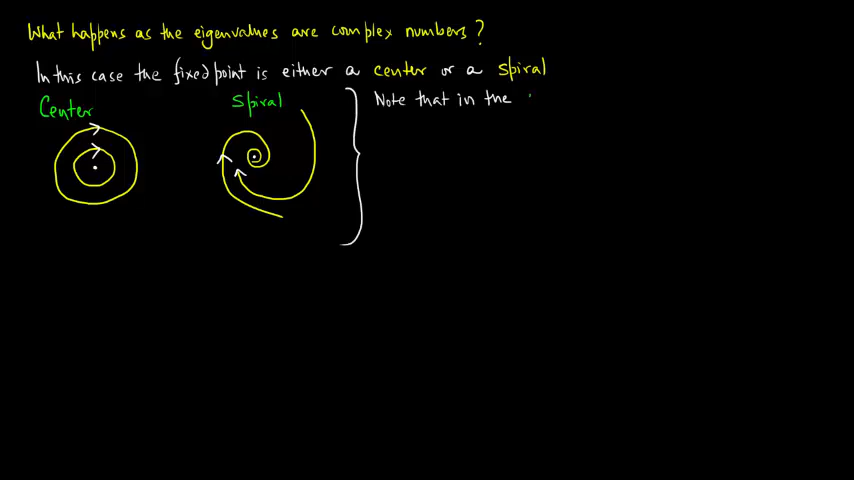 What happens as the eigenvalues are complex numbers?
In this case the fixed point is either a center or a spiral
Center
Spiral
Note that in the